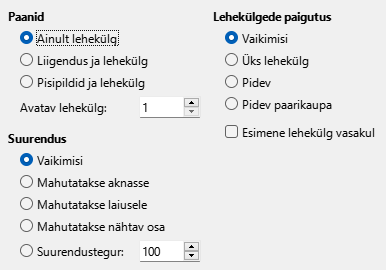 Paanid
Ainult lehekülg
Liigendus ja lehekülg
Pisipildid ja lehekülg
Avatav lehekülg: 1
Suurendus
Vaikimisi
Mahutatakse aknasse
Mahutatakse laiusele
Mahutatakse nähtav osa
Suurendustegur: 100
Lehekülgede paigutus
Vaikimisi
Üks lehekülg
Pidev
Pidev paarikaupa
Esimene lehekülg vasakul